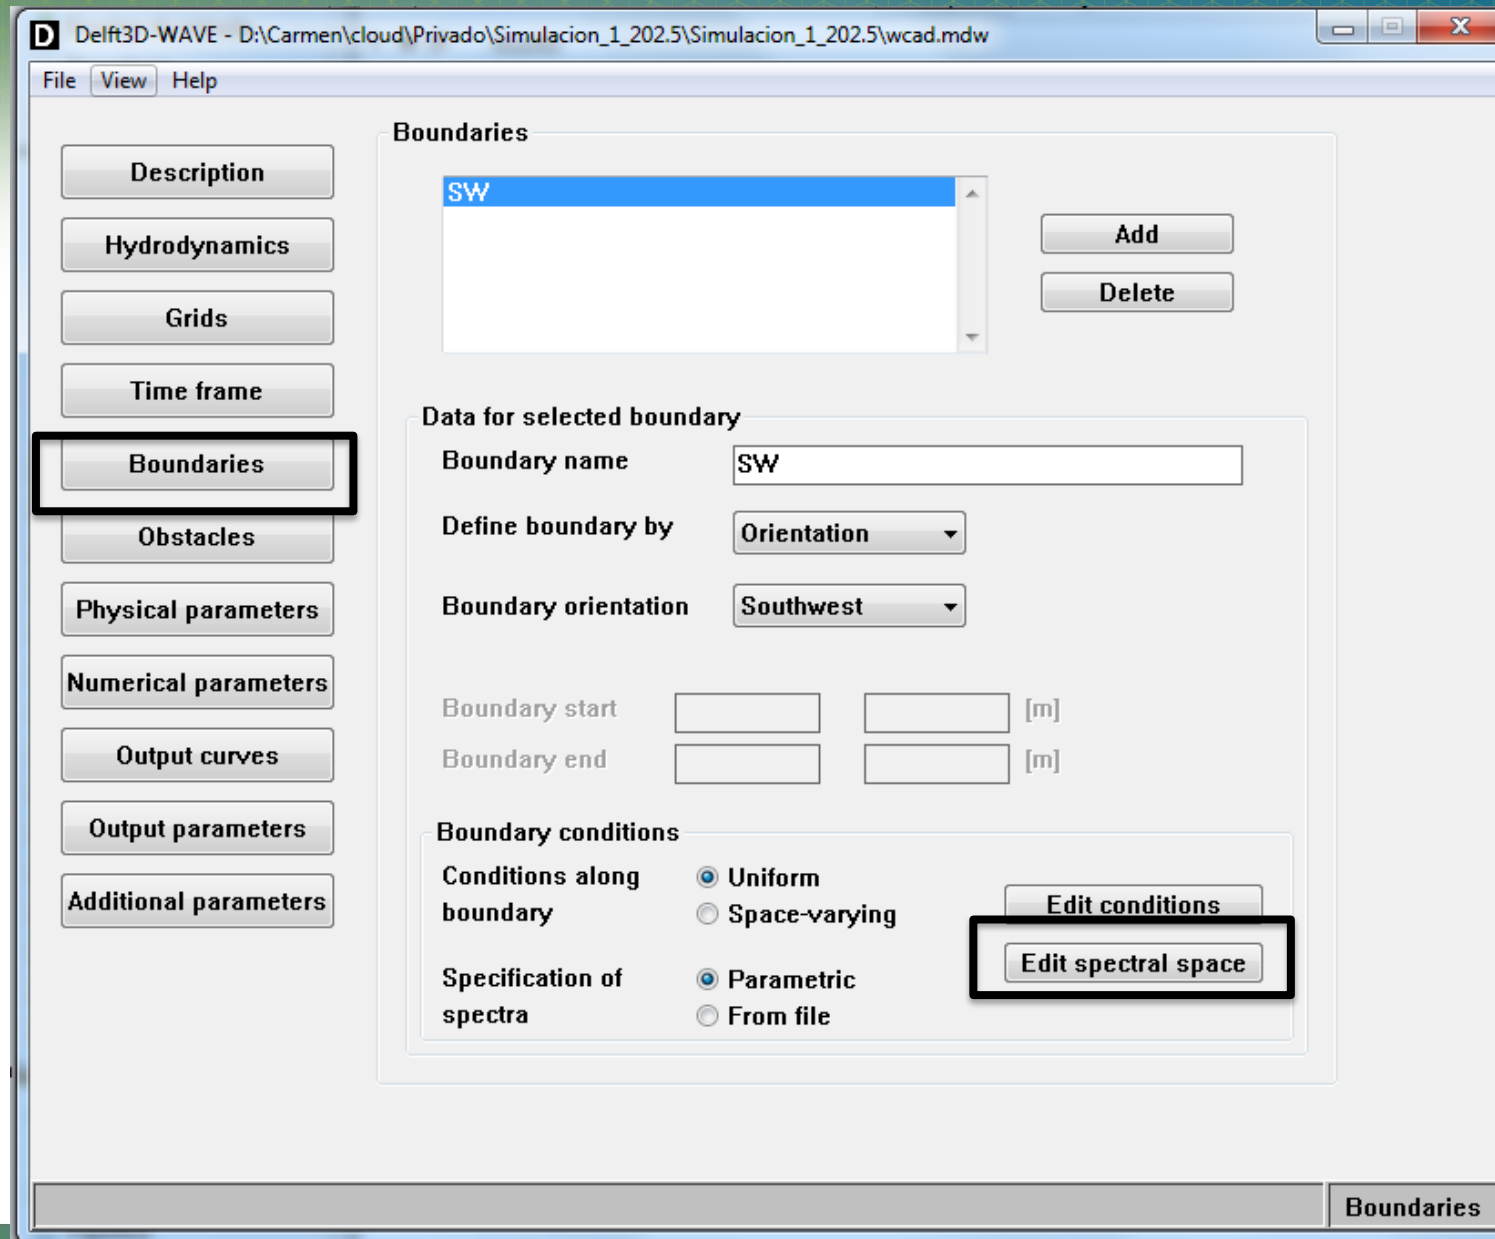 D Delft3D-WAVE - D:\Carmen\cloud\Privado\Simulacion_1_202.5\Simulacion_1_202.5\wcad.mdw
File View Help
Description
Hydrodynamics
Grids
Time frame
Boundaries
Obstacles
Physical parameters
Numerical parameters
Output curves
Output parameters
Additional parameters
Boundaries
SW
Add
Delete
Data for selected boundary
Boundary name SW
Define boundary by Orientation
Boundary orientation Southwest
Boundary start [m]
Boundary end [m]
Boundary conditions
Conditions along boundary
Uniform
Space-varying
Edit conditions
Edit spectral space
Specification of spectra
Parametric
From file
Boundaries